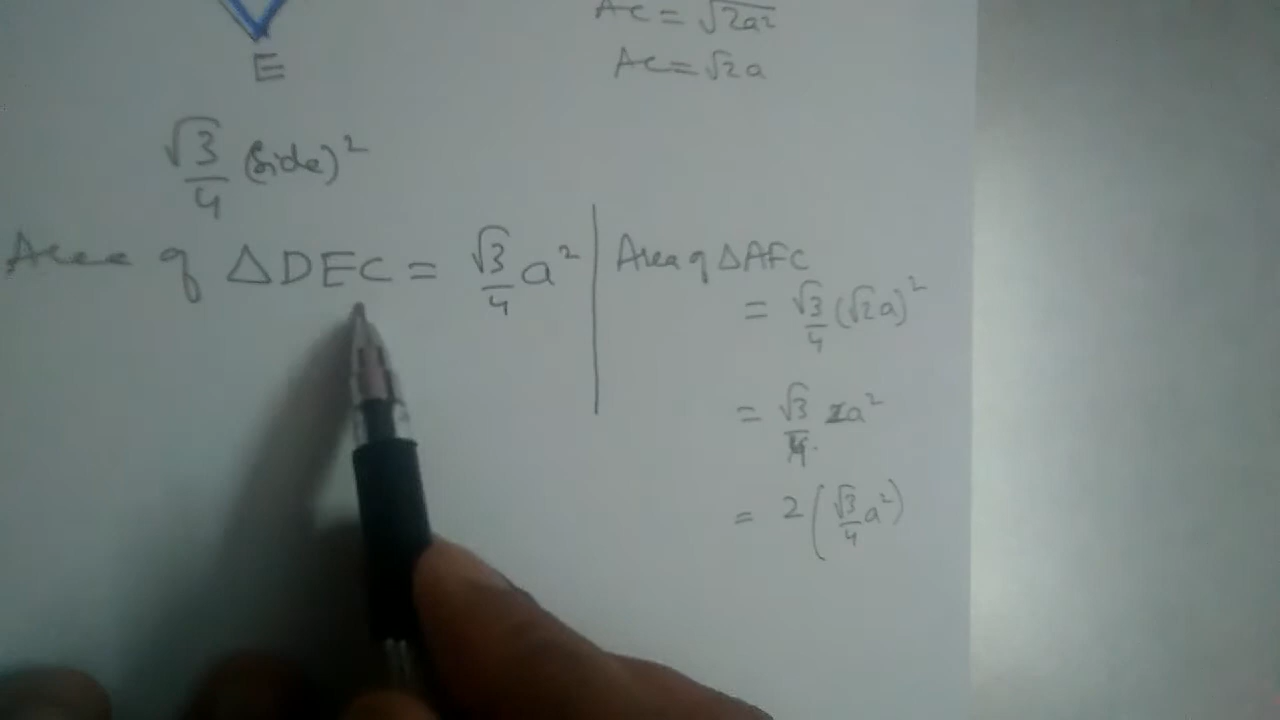 AC = √2a²
AC = √2a
E
√3/4 (Side)²
Area of ΔDEC = √3/4 a²
Area of ΔAFC
= √3/4 (√2a)²
= √3/4 2a²
= 2(√3/4 a²)